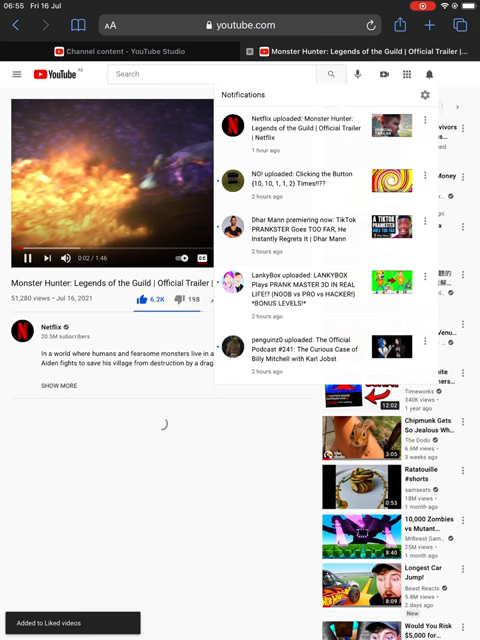 06:55 Fri 16 Jul
AA
youtube.com
Channel content - YouTube Studio
Monster Hunter: Legends of the Guild | Official Trailer |...
YouTube AE
Search
Notifications
Netflix uploaded: Monster Hunter:
Legends of the Guild | Official Trailer
| Netflix
1 hour ago
NO! uploaded: Clicking the Button
{10, 10, 1, 1, 2} Times!!??
2 hours ago
Dhar Mann premiering now: TikTok
PRANKSTER Goes TOO FAR, He
Instantly Regrets It | Dhar Mann
2 hours ago
A TIKTOK
PRANKSTER
LankyBox uploaded: LANKYBOX
Plays PRANK MASTER 3D IN REAL
LIFE!? (NOOB vs PRO vs HACKER!)
*BONUS LEVELS!*
2 hours ago
penguinz0 uploaded: The Official
Podcast #241: The Curious Case of
Billy Mitchell with Karl Jobst
2 hours ago
0:02 / 1:46
CC
Monster Hunter: Legends of the Guild | Official Trailer |
51,280 views • Jul 16, 2021
6.2K
198
Netflix
20.5M subscribers
In a world where humans and fearsome monsters live in a
Aiden fights to save his village from destruction by a drag
SHOW MORE
vivors
Money
Venu...
12:02
Timeworks
340K views •
1 year ago
3:05
Chipmunk Gets
So Jealous Wh...
The Dodo
6.6M views •
3 weeks ago
0:53
Ratatouille
#shorts
samseats
18M views •
1 month ago
8:40
10,000 Zombies
vs Mutant...
MrBeast Gam...
25M views •
1 month ago
8:09
Longest Car
Jump!
Beast Reacts
5.8M views •
2 days ago
New
Would You Risk
$5,000 for...
Added to Liked videos